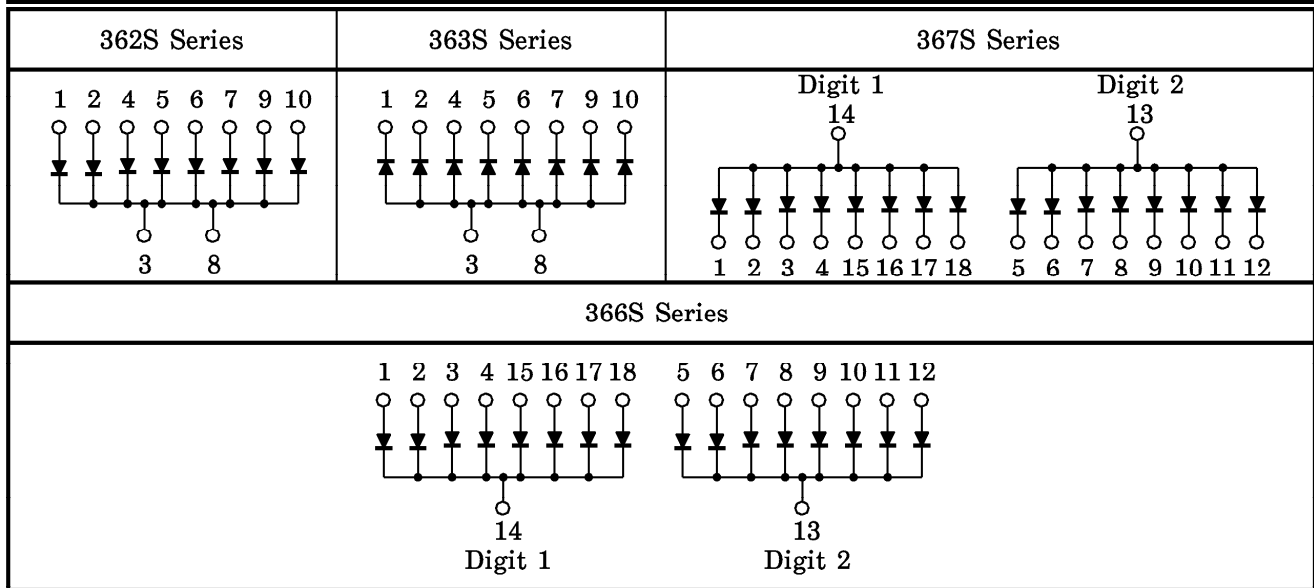 362S Series 363S Series 367S Series
Digit 1 Digit 2
1 2 4 5 6 7 9 10 1 2 4 5 6 7 9 10 14 13
3 8 3 8 1 2 3 4 15 16 17 18 5 6 7 8 9 10 11 12
366S Series
1 2 3 4 15 16 17 18 5 6 7 8 9 10 11 12
14 13
Digit 1 Digit 2